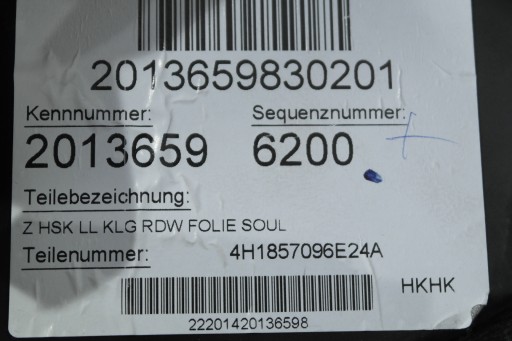 2013659830201
Kennnummer: Sequenznummer:
2013659 6200
Teilebezeichnung:
Z HSK LL KLG RDW FOLIE SOUL
Teilenummer: 4H1857096E24A
HKHK
22201420136598